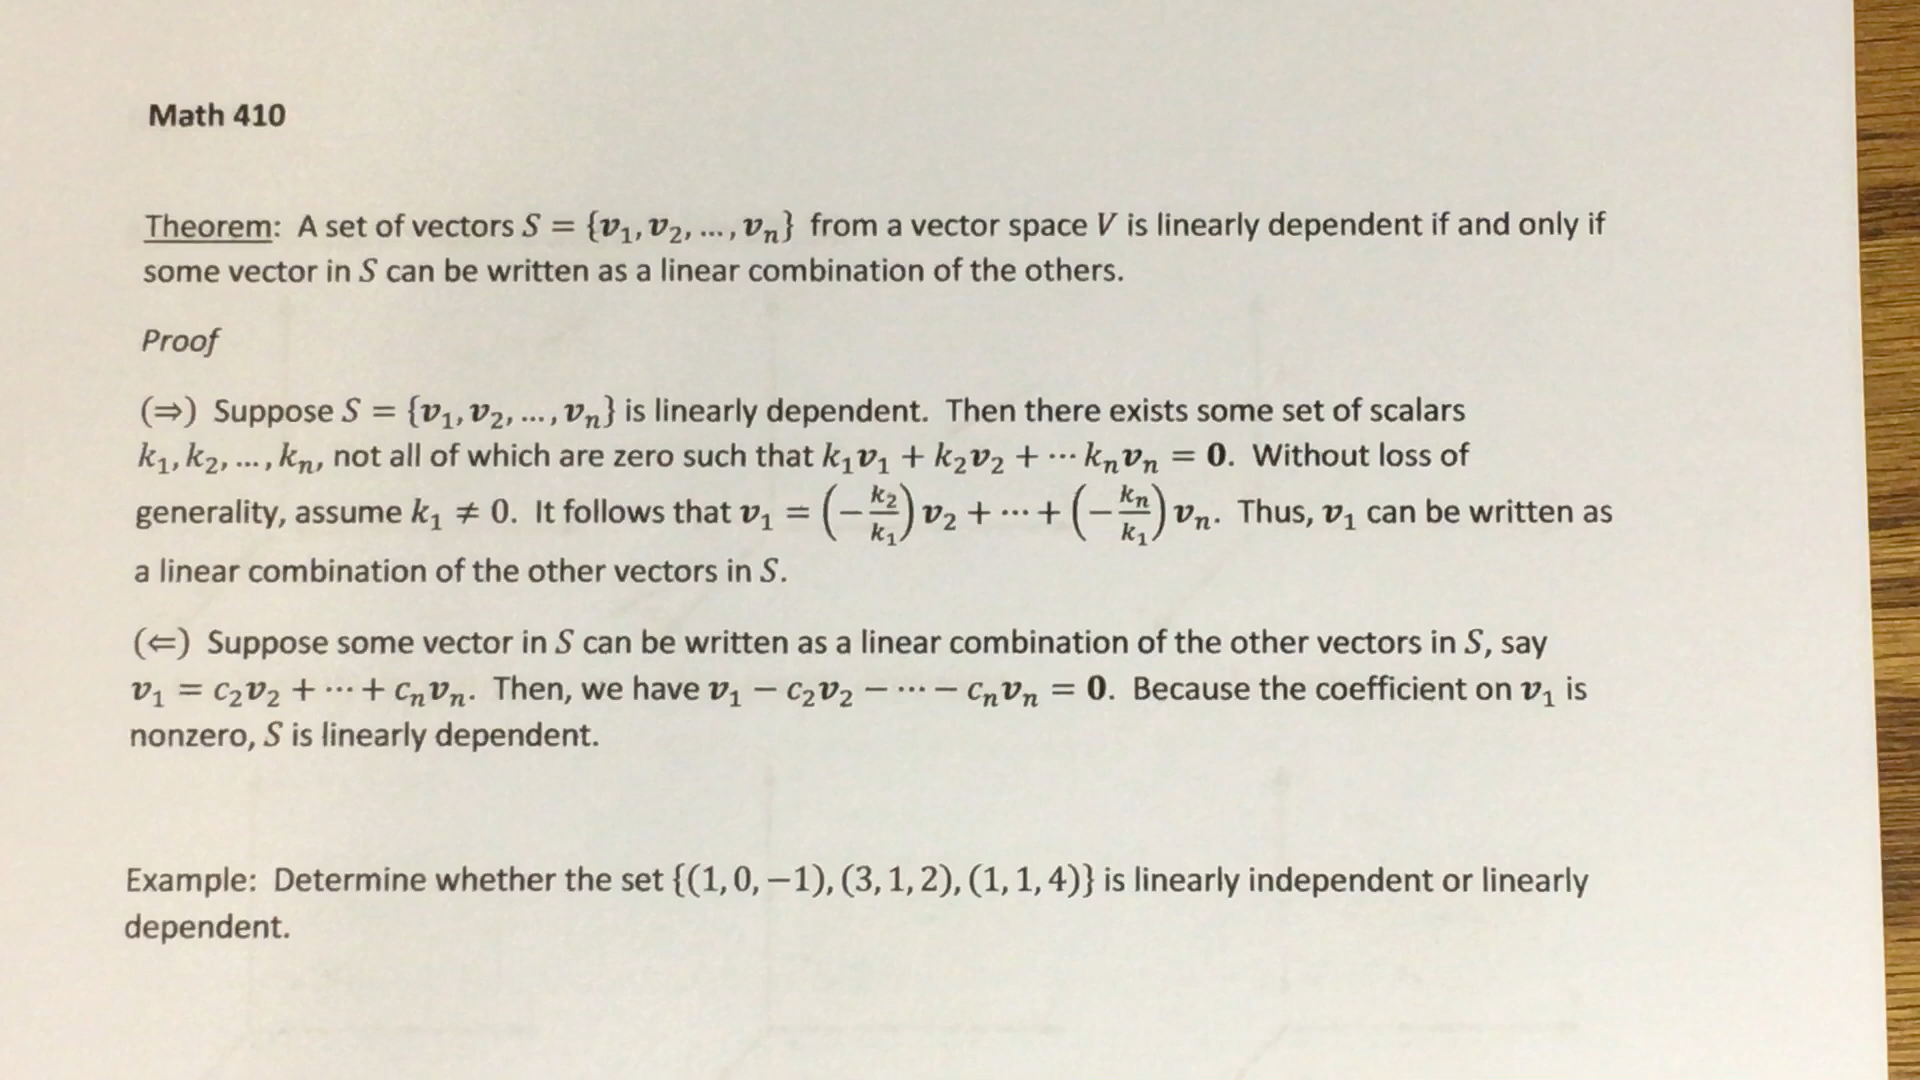 Math 410
Theorem: A set of vectors S = {v₁, v₂, ..., vₙ} from a vector space V is linearly dependent if and only if
some vector in S can be written as a linear combination of the others.
Proof
(⇒) Suppose S = {v₁, v₂, ..., vₙ} is linearly dependent. Then there exists some set of scalars
k₁, k₂, ..., kₙ, not all of which are zero such that k₁v₁ + k₂v₂ + ⋯ kₙvₙ = 0. Without loss of
generality, assume k₁ ≠ 0. It follows that v₁ = (−k₂/k₁)v₂ + ⋯ + (−kₙ/k₁)vₙ. Thus, v₁ can be written as
a linear combination of the other vectors in S.
(⇐) Suppose some vector in S can be written as a linear combination of the other vectors in S, say
v₁ = c₂v₂ + ⋯ + cₙvₙ. Then, we have v₁ − c₂v₂ − ⋯ − cₙvₙ = 0. Because the coefficient on v₁ is
nonzero, S is linearly dependent.
Example: Determine whether the set {(1, 0, −1), (3, 1, 2), (1, 1, 4)} is linearly independent or linearly
dependent.